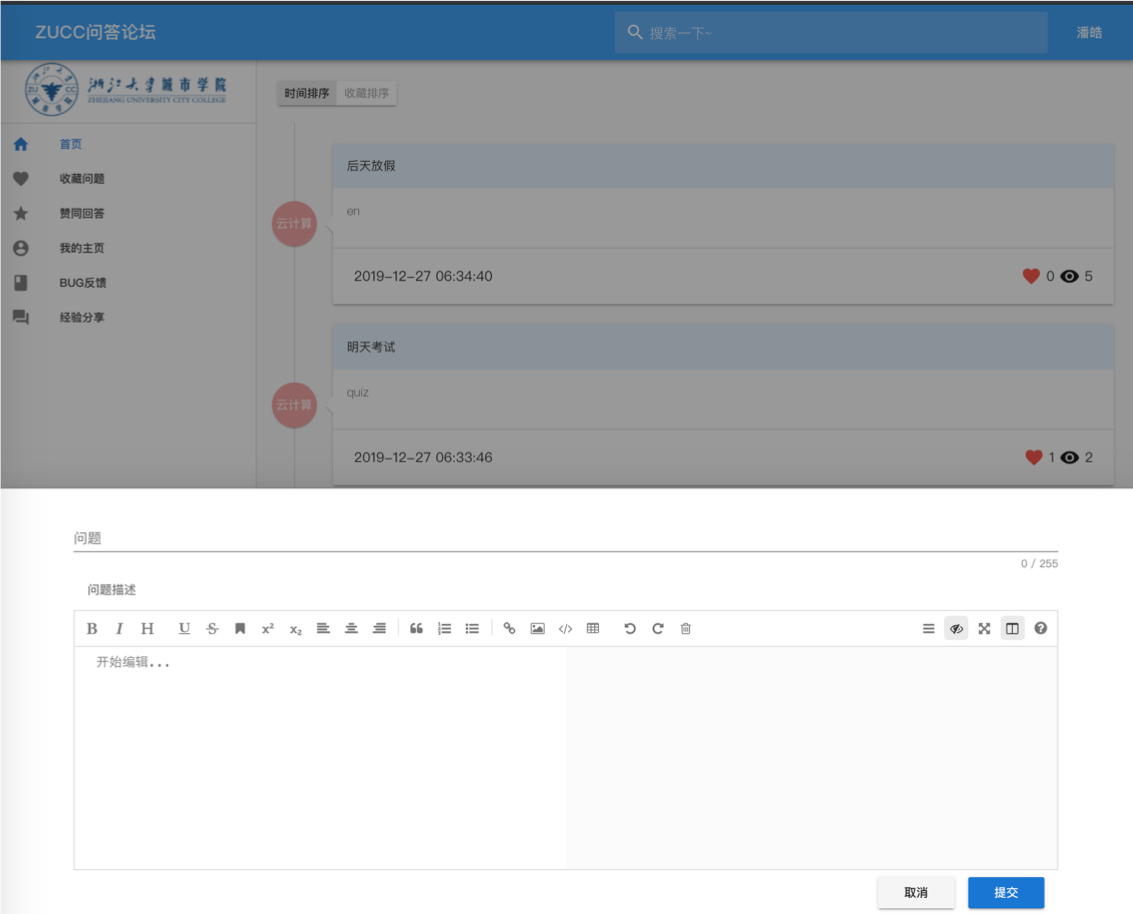 ZUCC问答论坛
搜索一下~
潘皓
浙江大学城市学院
ZHEJIANG UNIVERSITY CITY COLLEGE
ZU CC
时间排序 收藏排序
首页
收藏问题
赞同回答
我的主页
BUG反馈
经验分享
后天放假
云计算
en
2019-12-27 06:34:40
0 5
明天考试
云计算
quiz
2019-12-27 06:33:46
1 2
问题
0 / 255
问题描述
B I H U S x² x₂ </>
开始编辑...
取消 提交